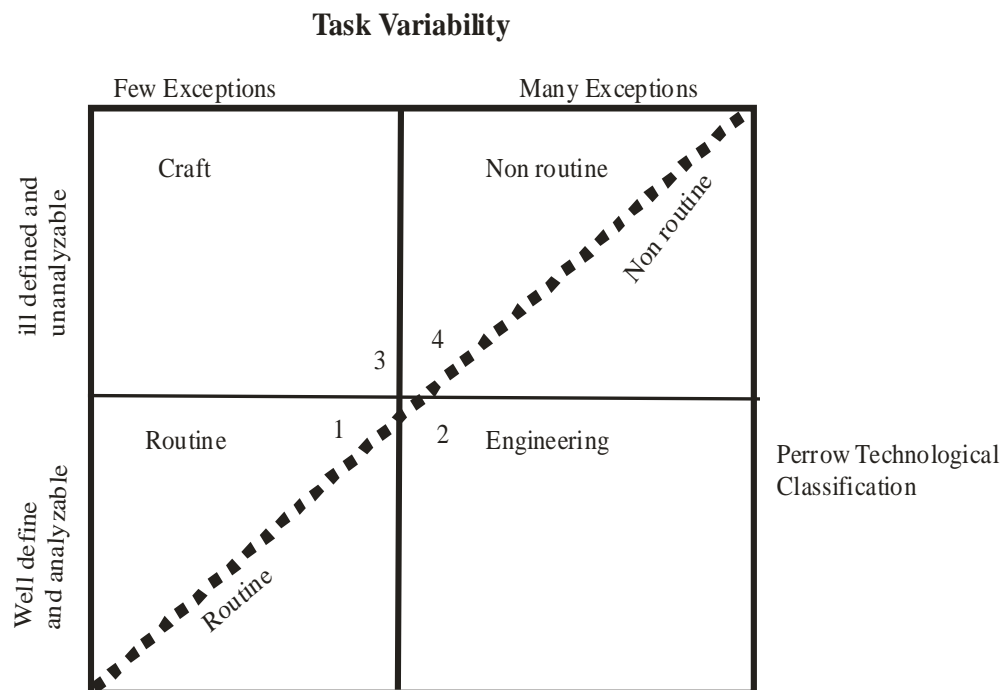 Task Variability
Few Exceptions
Many Exceptions
ill defined and
unanalyzable
Craft
Non routine
Non routine
3
4
Well define
and analyzable
Routine
1
2
Engineering
Routine
Perrow Technological
Classification